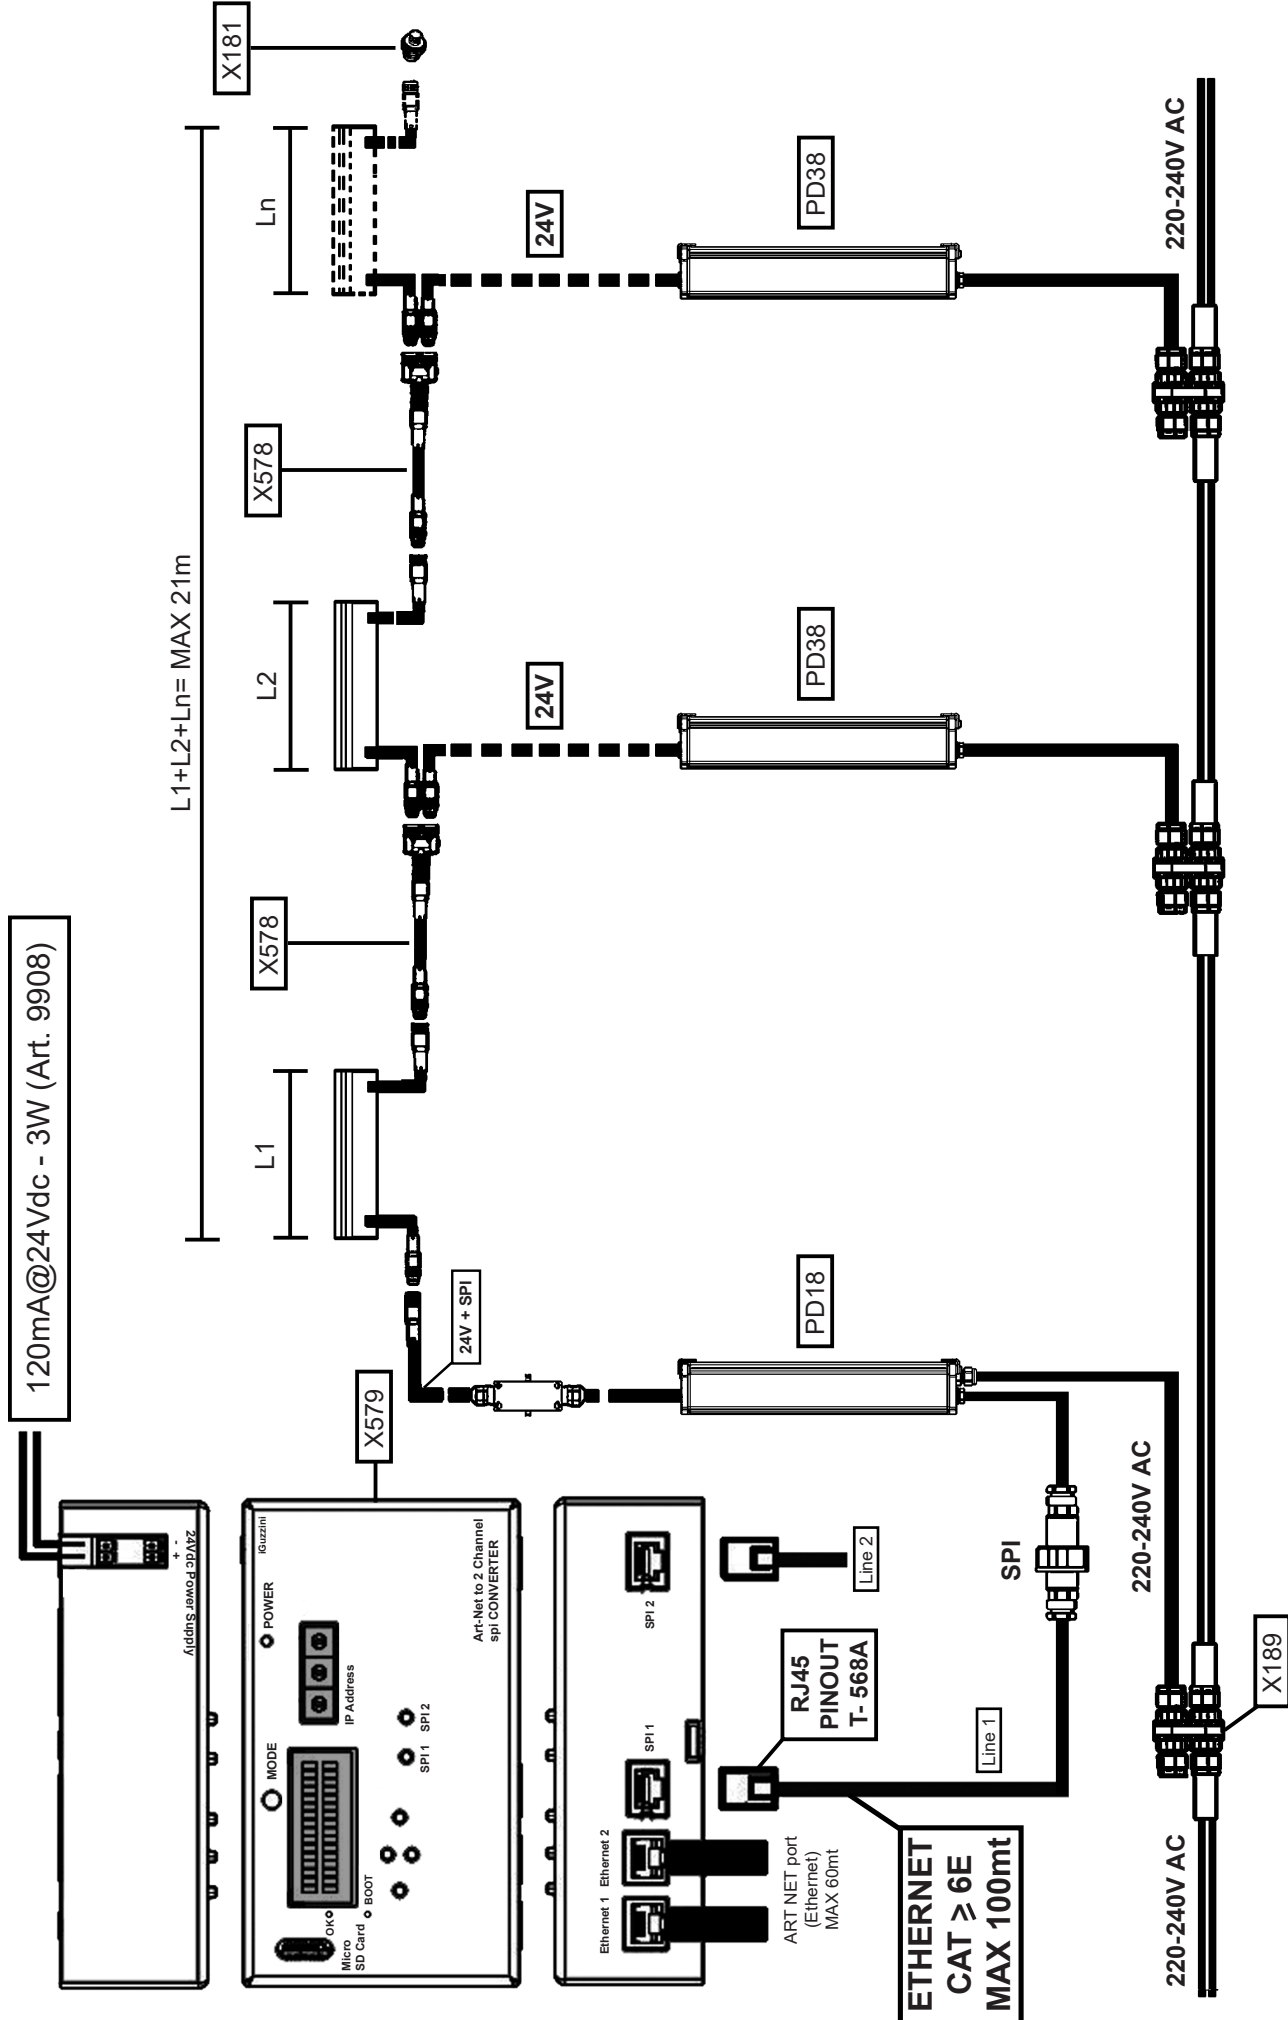 120mA@24Vdc - 3W (Art. 9908)
+ -
24Vdc Power Supply
X579
iGuzzini
POWER
Art-Net to 2 Channel
spi CONVERTER
IP Address
MODE
SPI 1
SPI 2
OK
BOOT
Micro
SD Card
Ethernet 1
Ethernet 2
SPI 1
SPI 2
ART NET port
(Ethernet)
MAX 60mt
RJ45
PINOUT
T- 568A
Line 2
Line 1
ETHERNET
CAT ≥ 6E
MAX 100mt
L1+L2+Ln= MAX 21m
L1
L2
Ln
X578
X578
X181
24V + SPI
24V
24V
PD18
PD38
PD38
SPI
220-240V AC
220-240V AC
220-240V AC
X189